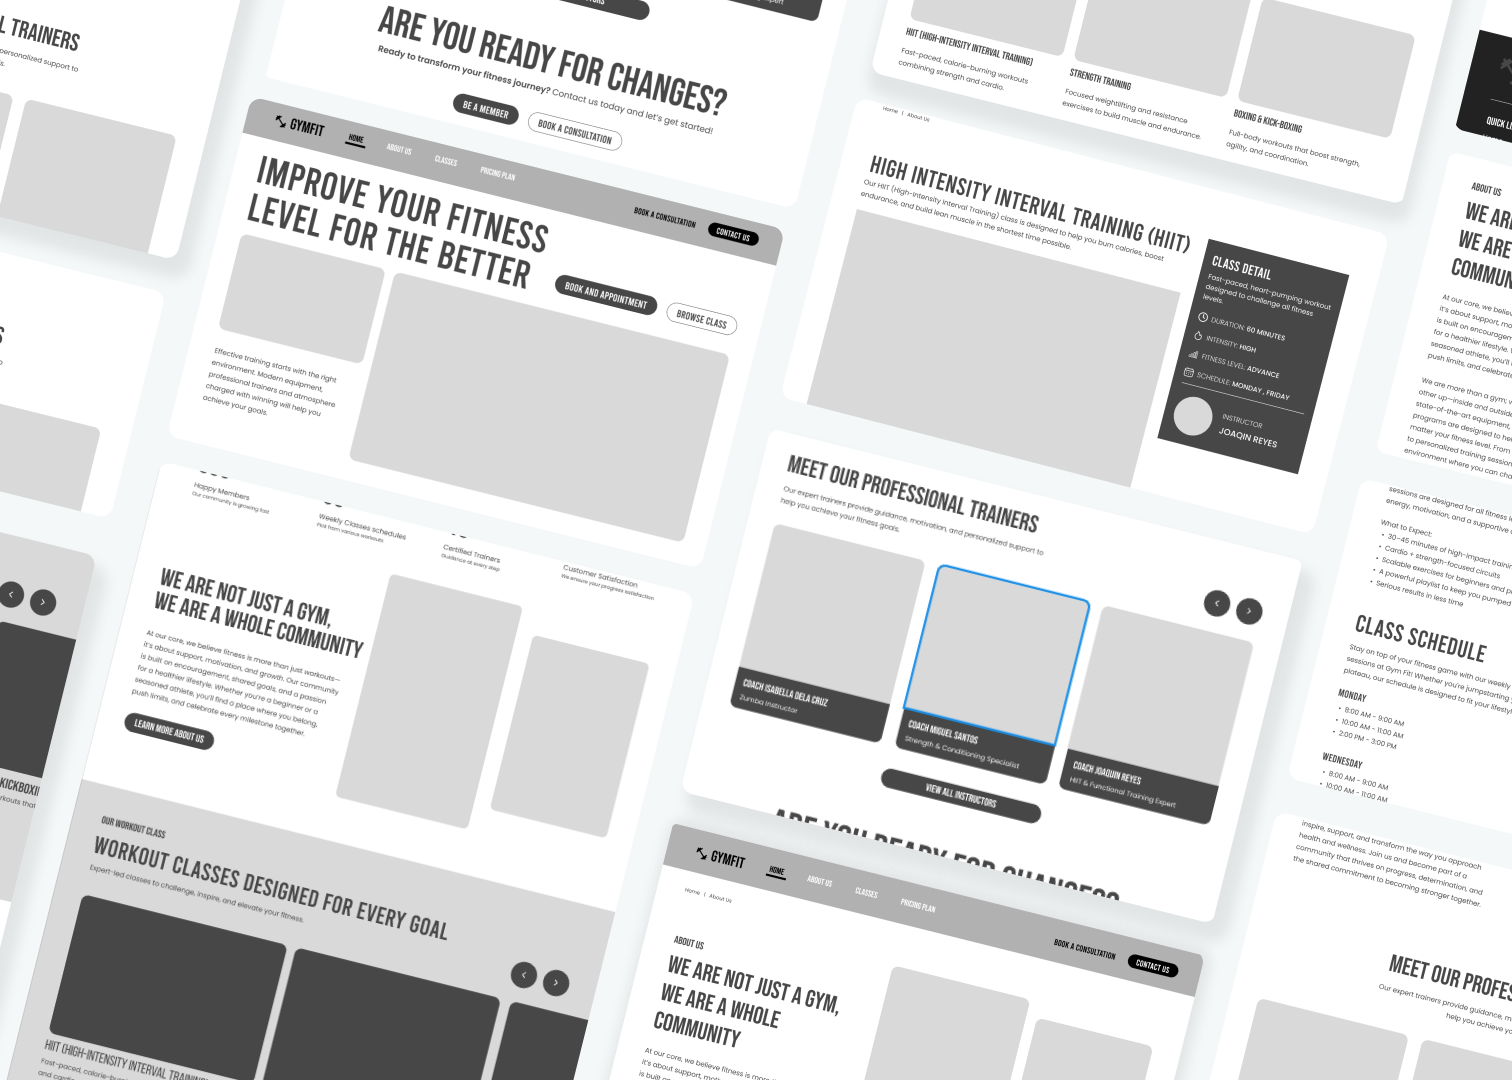 L TRAINERS
personalized support to
ARE YOU READY FOR CHANGES?
Ready to transform your fitness journey? Contact us today and let's get started!
BE A MEMBER
BOOK A CONSULTATION
GYMFIT
HOME
ABOUT US
CLASSES
PRICING PLAN
BOOK A CONSULTATION
CONTACT US
IMPROVE YOUR FITNESS
LEVEL FOR THE BETTER
BOOK AND APPOINTMENT
BROWSE CLASS
Effective training starts with the right
environment. Modern equipment,
professional trainers and atmosphere
charged with winning will help you
achieve your goals.
Happy Members
Our community is growing fast
Weekly Classes schedules
Pick from various workouts
Certified Trainers
Guidance at every step
Customer Satisfaction
We ensure your progress satisfaction
WE ARE NOT JUST A GYM,
WE ARE A WHOLE COMMUNITY
At our core, we believe fitness is more than just workouts—
it's about support, motivation, and growth. Our community
is built on encouragement, shared goals, and a passion
for a healthier lifestyle. Whether you're a beginner or a
seasoned athlete, you'll find a place where you belong,
push limits, and celebrate every milestone together.
LEARN MORE ABOUT US
OUR WORKOUT CLASS
WORKOUT CLASSES DESIGNED FOR EVERY GOAL
Expert-led classes to challenge, inspire, and elevate your fitness.
HIIT (HIGH-INTENSITY INTERVAL TRAINING
Fast-paced, calorie-burn
and cardio
KICKBOXI
rkouts that
HIIT (HIGH-INTENSITY INTERVAL TRAINING)
Fast-paced, calorie-burning workouts
combining strength and cardio.
STRENGTH TRAINING
Focused weightlifting and resistance
exercises to build muscle and endurance.
BOXING & KICK-BOXING
Full-body workouts that boost strength,
agility, and coordination.
Home | About Us
HIGH INTENSITY INTERVAL TRAINING (HIIT)
Our HIIT (High-Intensity Interval Training) class is designed to help you burn calories, boost
endurance, and build lean muscle in the shortest time possible.
CLASS DETAIL
Fast-paced, heart-pumping workout
designed to challenge all fitness
levels.
DURATION: 60 MINUTES
INTENSITY: HIGH
FITNESS LEVEL: ADVANCE
SCHEDULE: MONDAY , FRIDAY
INSTRUCTOR
JOAQIN REYES
MEET OUR PROFESSIONAL TRAINERS
Our expert trainers provide guidance, motivation, and personalized support to
help you achieve your fitness goals.
COACH ISABELLA DELA CRUZ
Zumba Instructor
COACH MIGUEL SANTOS
Strength & Conditioning Specialist
COACH JOAQUIN REYES
HIIT & Functional Training Expert
VIEW ALL INSTRUCTORS
ARE YOU READY FOR CHANGES?
GYMFIT
HOME
ABOUT US
CLASSES
PRICING PLAN
BOOK A CONSULTATION
CONTACT US
Home | About Us
ABOUT US
WE ARE NOT JUST A GYM,
WE ARE A WHOLE
COMMUNITY
At our core, we believe fitness is more tha
it's about support, mot
is built on
QUICK LI
ABOUT US
WE ARE
WE ARE
COMMUN
At our core, we believ
it's about support, m
is built on encouragem
for a healthier lifestyle. W
seasoned athlete, you'll
push limits, and celebrate
We are more than a gym; w
other up—inside and outside
state-of-the-art equipment,
programs are designed to he
matter your fitness level. From
to personalized training session
environment where you can cha
sessions are designed for all fitness l
energy, motivation, and a supportive
What to Expect:
• 30-45 minutes of high-impact trainin
• Cardio + strength-focused circuits
• Scalable exercises for beginners and p
• A powerful playlist to keep you pumped
• Serious results in less time
CLASS SCHEDULE
Stay on top of your fitness game with our weekly
sessions at Gym Fit! Whether you're jumpstarting
plateau, our schedule is designed to fit your lifestyl
MONDAY
• 8:00 AM - 9:00 AM
• 10:00 AM - 11:00 AM
• 2:00 PM - 3:00 PM
WEDNESDAY
• 8:00 AM - 9:00 AM
• 10:00 AM - 11:00 AM
inspire, support, and transform the way you approach
health and wellness. Join us and become part of a
community that thrives on progress, determination, and
the shared commitment to becoming stronger together.
MEET OUR PROFES
Our expert trainers provide guidance, m
help you achieve yo